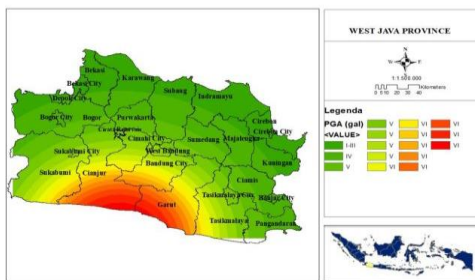 WEST JAVA PROVINCE
N
1:1.500 000
0 5 10 20 30 40
Kilometers
Legenda
PGA (gal)
<VALUE>
I-III
IV
V
V
V
V
V
VI
VI
VI
VI
VI
VI
VI
VI
VI
Bekasi
Bekasi City
Karawang
Depok City
Subang
Indramayu
Bogor City
Bogor
Purwakarta
Cirebon
Cirebon City
Cimahi City
Sumedang
Majalengka
Sukabumi City
West Bandung
Kuningan
Bandung City
Sukabumi
Cianjur
Ciamis
Garut
Tasikmalaya City
Banjar City
Tasikmalaya
Pangandaran